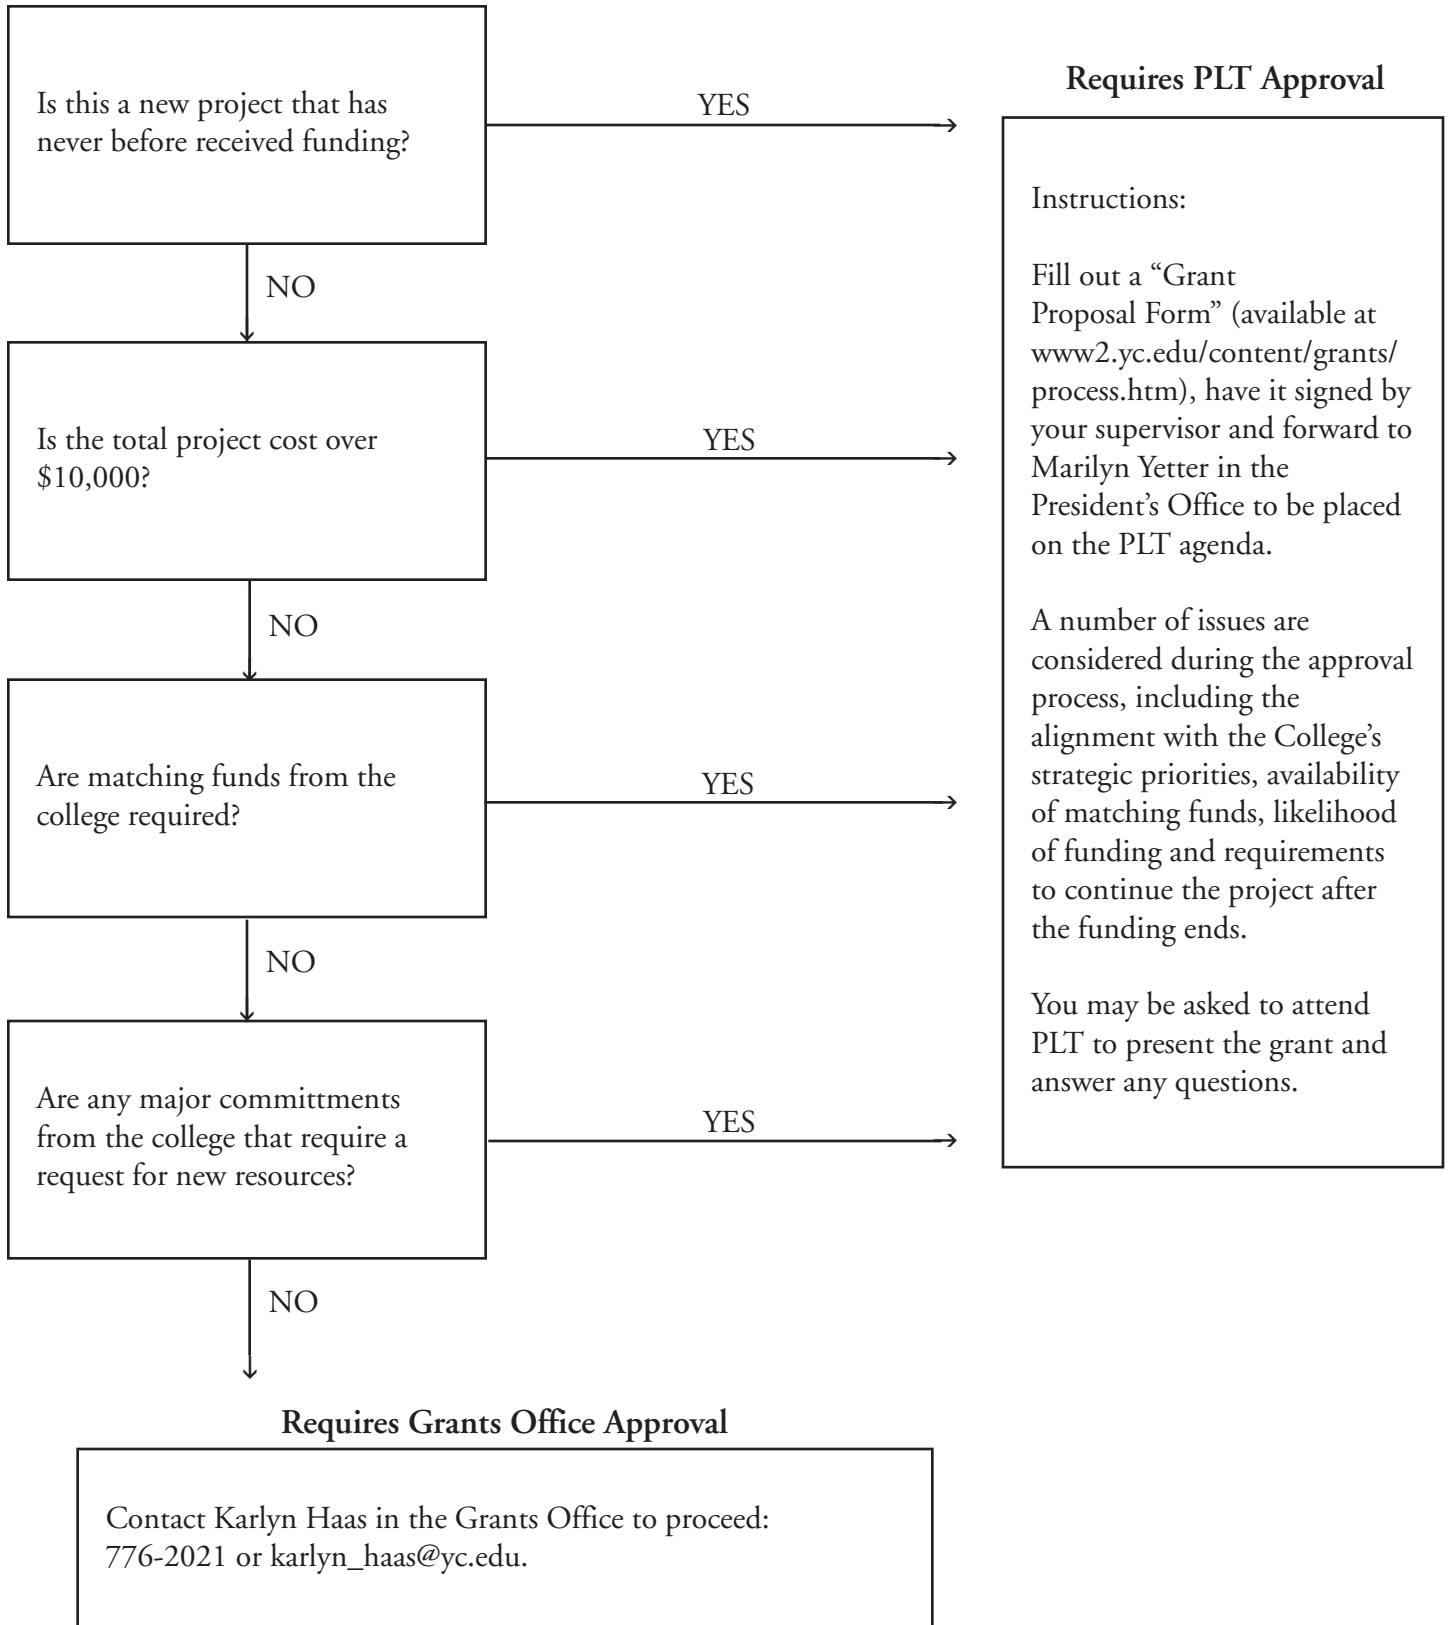 Is this a new project that has
never before received funding?
YES
NO
Is the total project cost over
$10,000?
YES
NO
Are matching funds from the
college required?
YES
NO
Are any major committments
from the college that require a
request for new resources?
YES
NO
Requires PLT Approval
Instructions:
Fill out a “Grant
Proposal Form” (available at
www2.yc.edu/content/grants/
process.htm), have it signed by
your supervisor and forward to
Marilyn Yetter in the
President’s Office to be placed
on the PLT agenda.
A number of issues are
considered during the approval
process, including the
alignment with the College’s
strategic priorities, availability
of matching funds, likelihood
of funding and requirements
to continue the project after
the funding ends.
You may be asked to attend
PLT to present the grant and
answer any questions.
Requires Grants Office Approval
Contact Karlyn Haas in the Grants Office to proceed:
776-2021 or karlyn_haas@yc.edu.